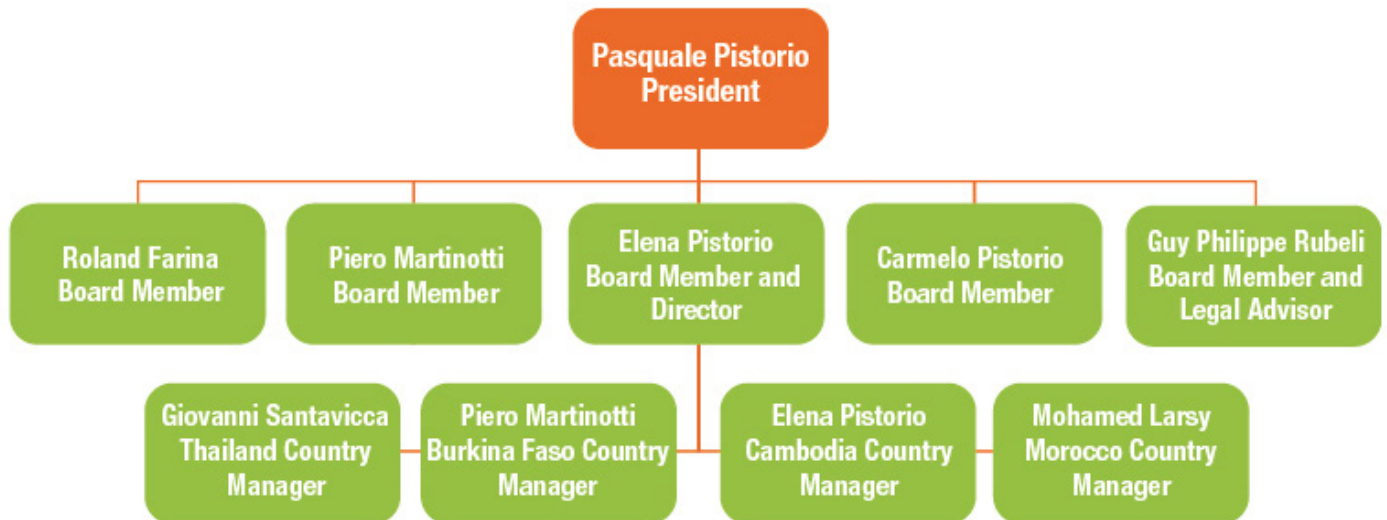 Pasquale Pistorio
President
Roland Farina
Board Member
Piero Martinotti
Board Member
Elena Pistorio
Board Member and
Director
Carmelo Pistorio
Board Member
Guy Philippe Rubeli
Board Member and
Legal Advisor
Giovanni Santavicca
Thailand Country
Manager
Piero Martinotti
Burkina Faso Country
Manager
Elena Pistorio
Cambodia Country
Manager
Mohamed Larsy
Morocco Country
Manager